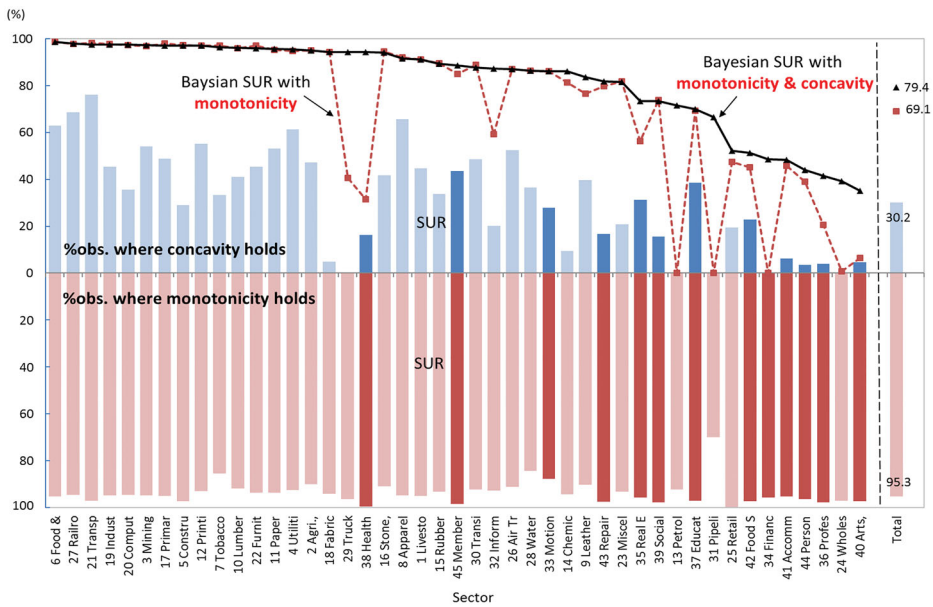 (%)
100
80
60
40
20
0
20
40
60
80
100
Baysian SUR with
monotonicity
Bayesian SUR with
monotonicity & concavity
79.4
69.1
SUR
30.2
%obs. where concavity holds
%obs. where monotonicity holds
SUR
95.3
6 Food &
27 Railro
21 Transp
19 Indust
20 Comput
3 Mining
17 Primar
5 Constru
12 Printi
7 Tobacco
10 Lumber
22 Furnit
11 Paper
4 Utiliti
2 Agri.,
18 Fabric
29 Truck
38 Health
16 Stone,
8 Apparel
1 Livesto
15 Rubber
45 Member
30 Transi
32 Inform
26 Air Tr
28 Water
33 Motion
14 Chemic
9 Leather
43 Repair
23 Miscel
35 Real E
39 Social
13 Petrol
37 Educat
31 Pipeli
25 Retail
42 Food S
34 Financ
41 Accomm
44 Person
36 Profes
24 Wholes
40 Arts,
Total
Sector